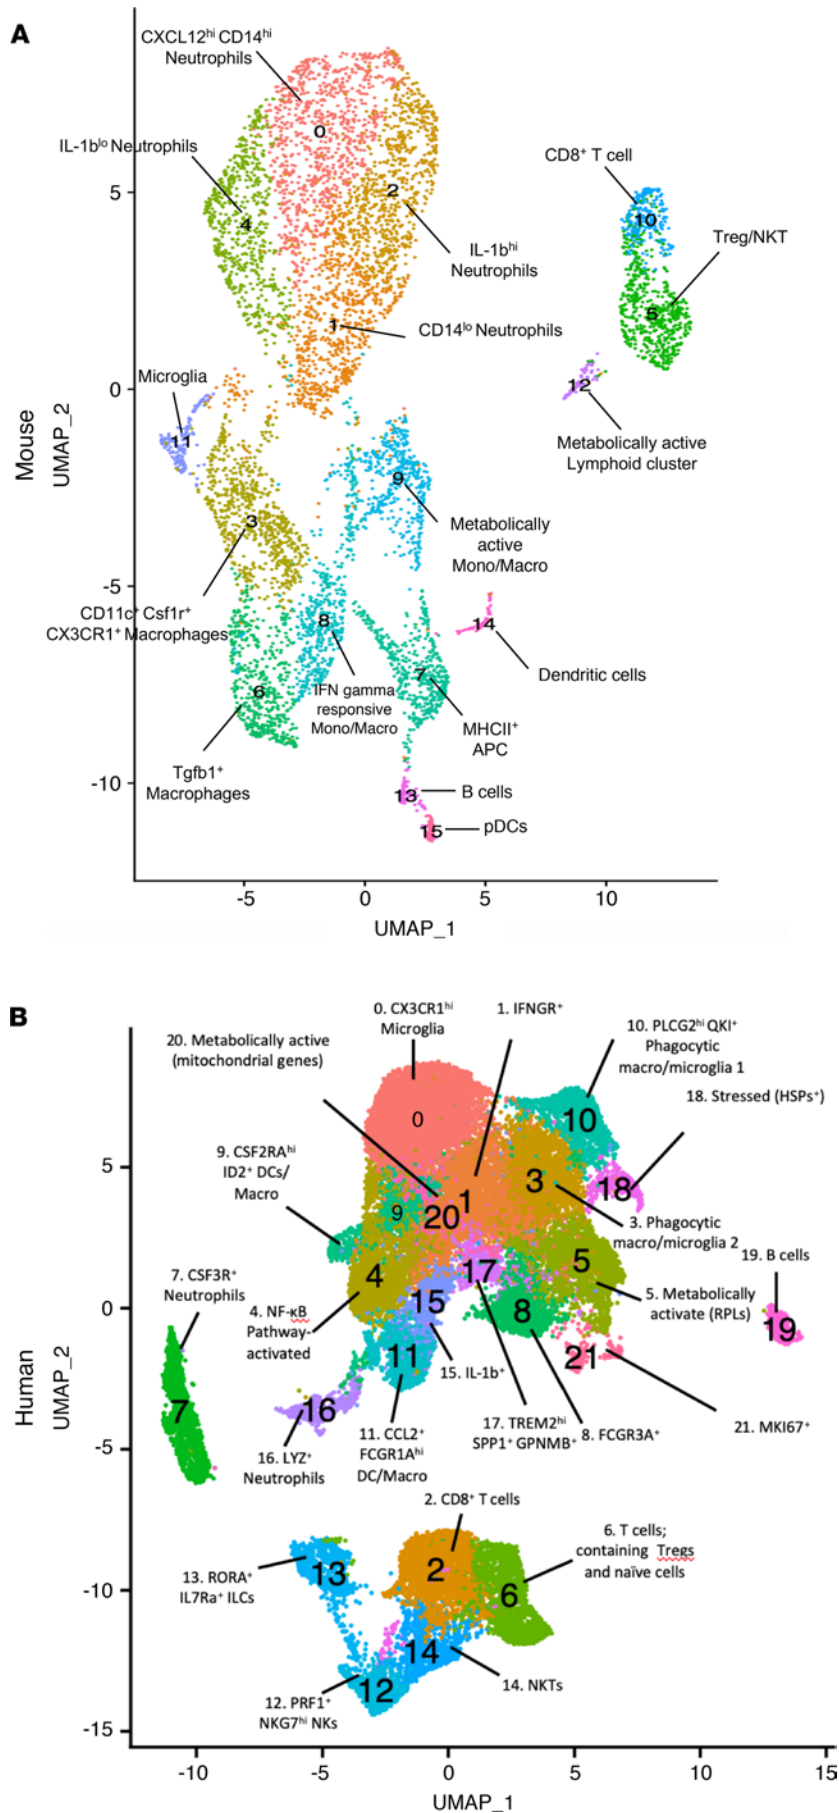 A
CXCL12hi CD14hi
Neutrophils
0
IL-1blo Neutrophils
CD8+ T cell
10
5
2
4
Treg/NKT
IL-1bhi
Neutrophils
5
1
CD14lo Neutrophils
Microglia
0
12
11
Metabolically active
Lymphoid cluster
Mouse
UMAP_2
9
3
Metabolically
active
Mono/Macro
-5
CD11c+ Csf1r+
CX3CR1+ Macrophages
8
14
Dendritic cells
7
6
IFN gamma
responsive
Mono/Macro
MHCII+
APC
Tgfb1+
Macrophages
-10
13
B cells
15
pDCs
-5
0
5
10
UMAP_1
B
0. CX3CR1hi
Microglia
1. IFNGR+
10. PLCG2hi QKI+
Phagocytic
macro/microglia 1
20. Metabolically active
(mitochondrial genes)
18. Stressed (HSPs+)
0
10
9. CSF2RAhi
ID2+ DCs/
Macro
5
3
18
1
20
9
3. Phagocytic
macro/microglia 2
19. B cells
7. CSF3R+
Neutrophils
4
17
5
5. Metabolically
activate (RPLs)
0
4. NF-κB
Pathway-
activated
15
8
19
11
21
15. IL-1b+
Human
UMAP_2
7
16
16. LYZ+
Neutrophils
11. CCL2+
FCGR1Ahi
DC/Macro
17. TREM2hi
SPP1+ GPNMB+
8. FCGR3A+
21. MKI67+
-5
2. CD8+ T cells
6. T cells;
containing Tregs
and naïve cells
13
2
6
13. RORA+
IL7Ra+ ILCs
-10
14
14. NKTs
12
12. PRF1+
NKG7hi NKs
-15
-10
-5
0
5
10
15
UMAP_1